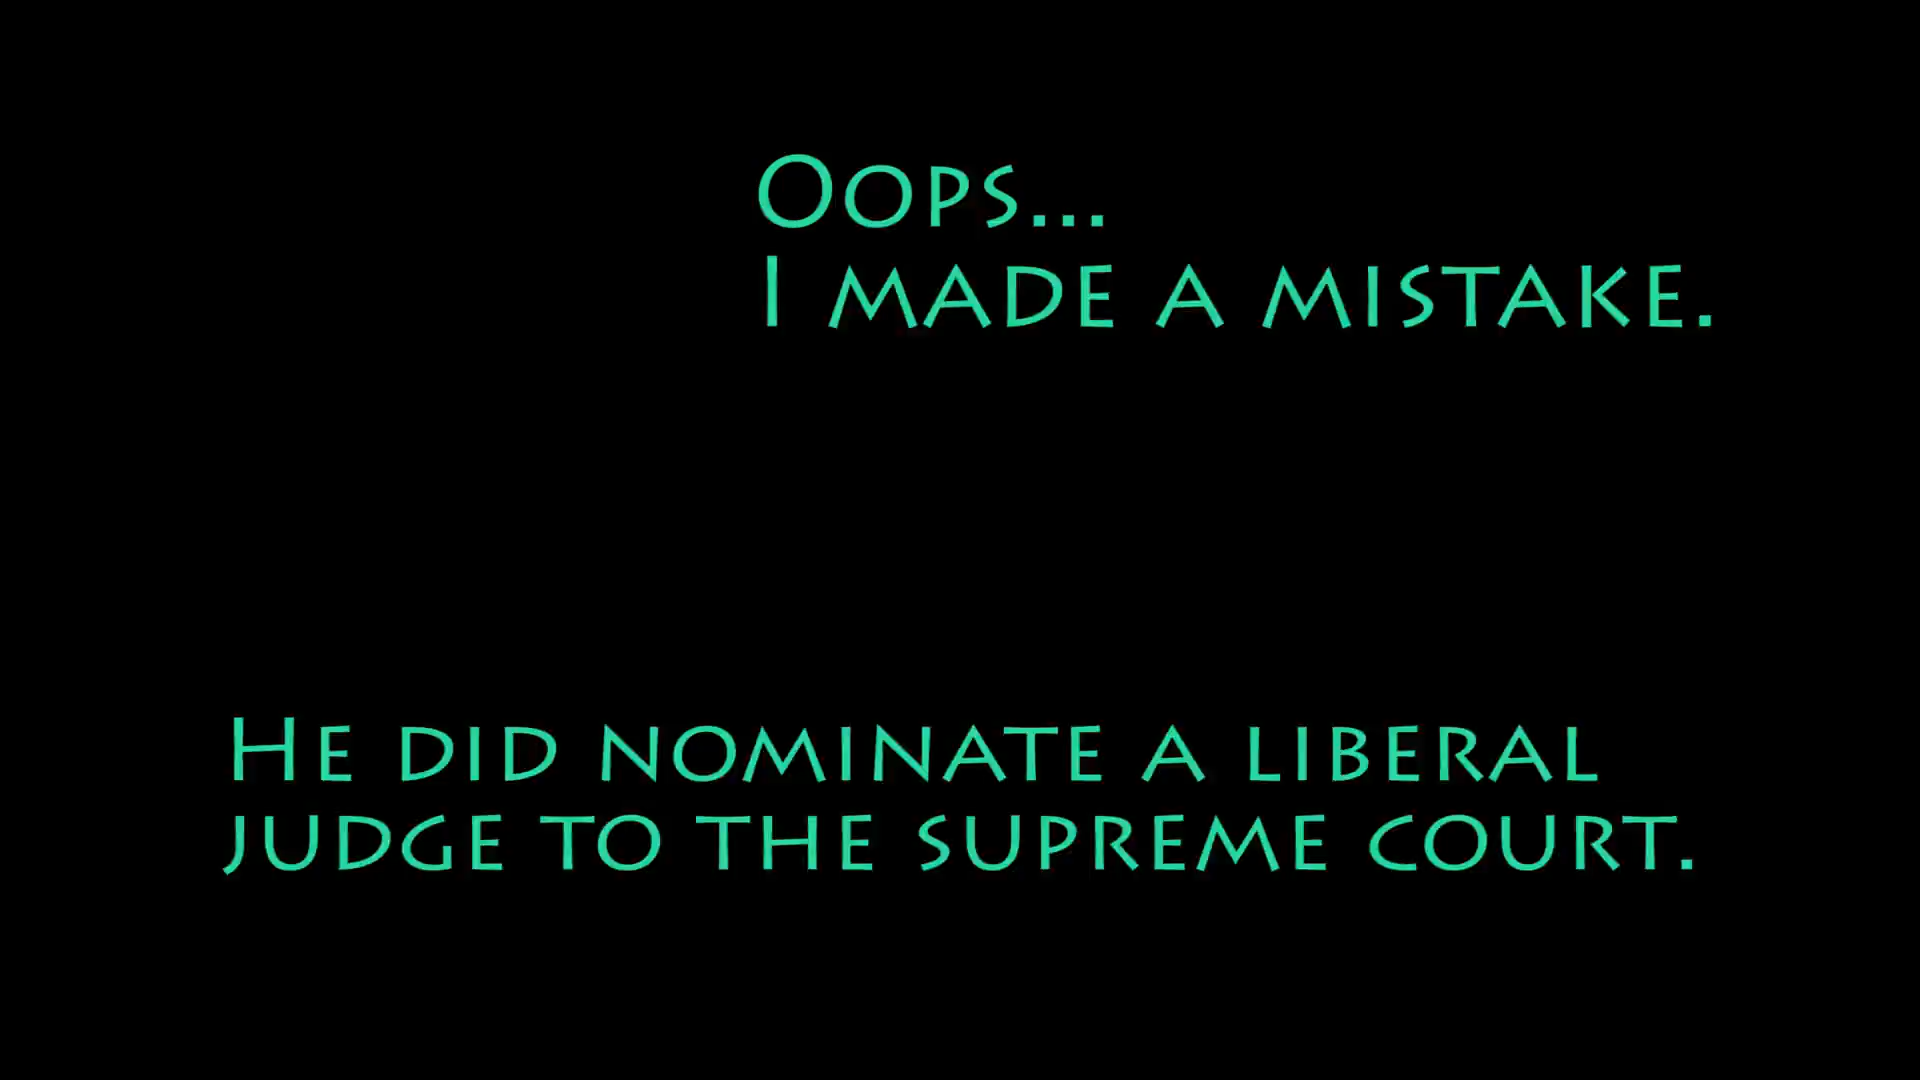 Oops...
I made a mistake.
He did nominate a liberal
judge to the supreme court.